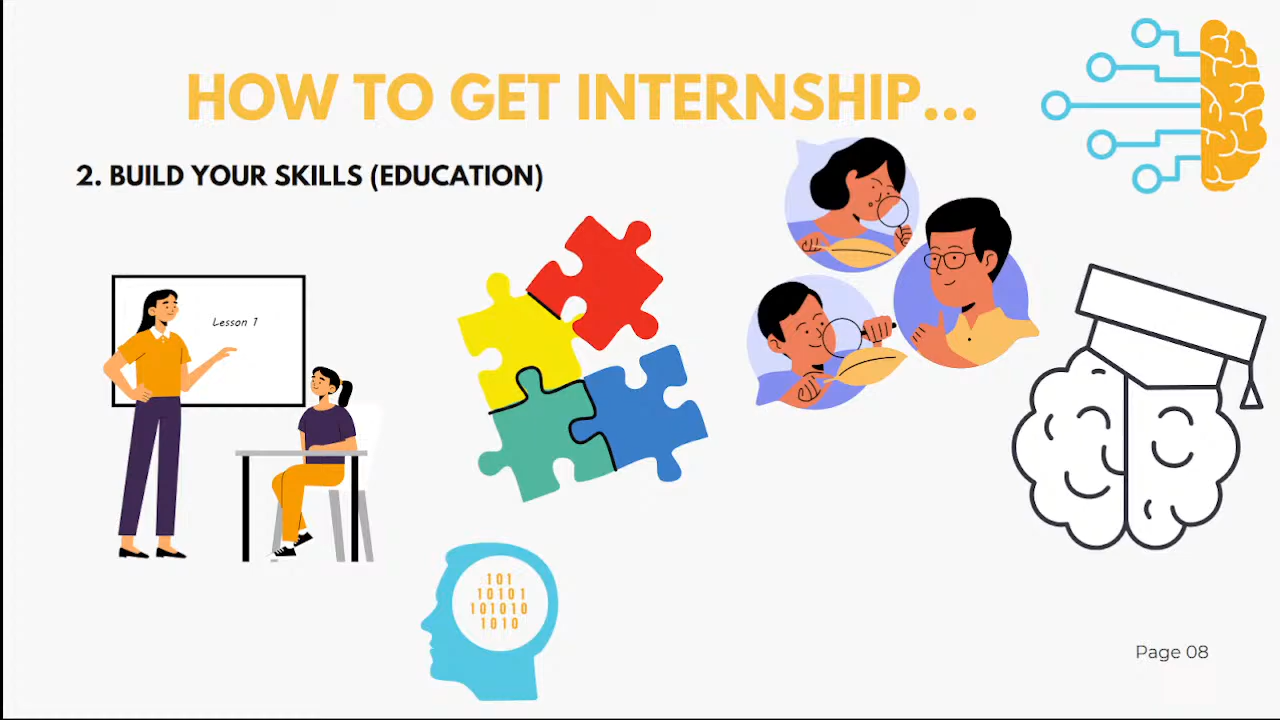 HOW TO GET INTERNSHIP...
2. BUILD YOUR SKILLS (EDUCATION)
Lesson 1
101
10101
101010
1010
Page 08